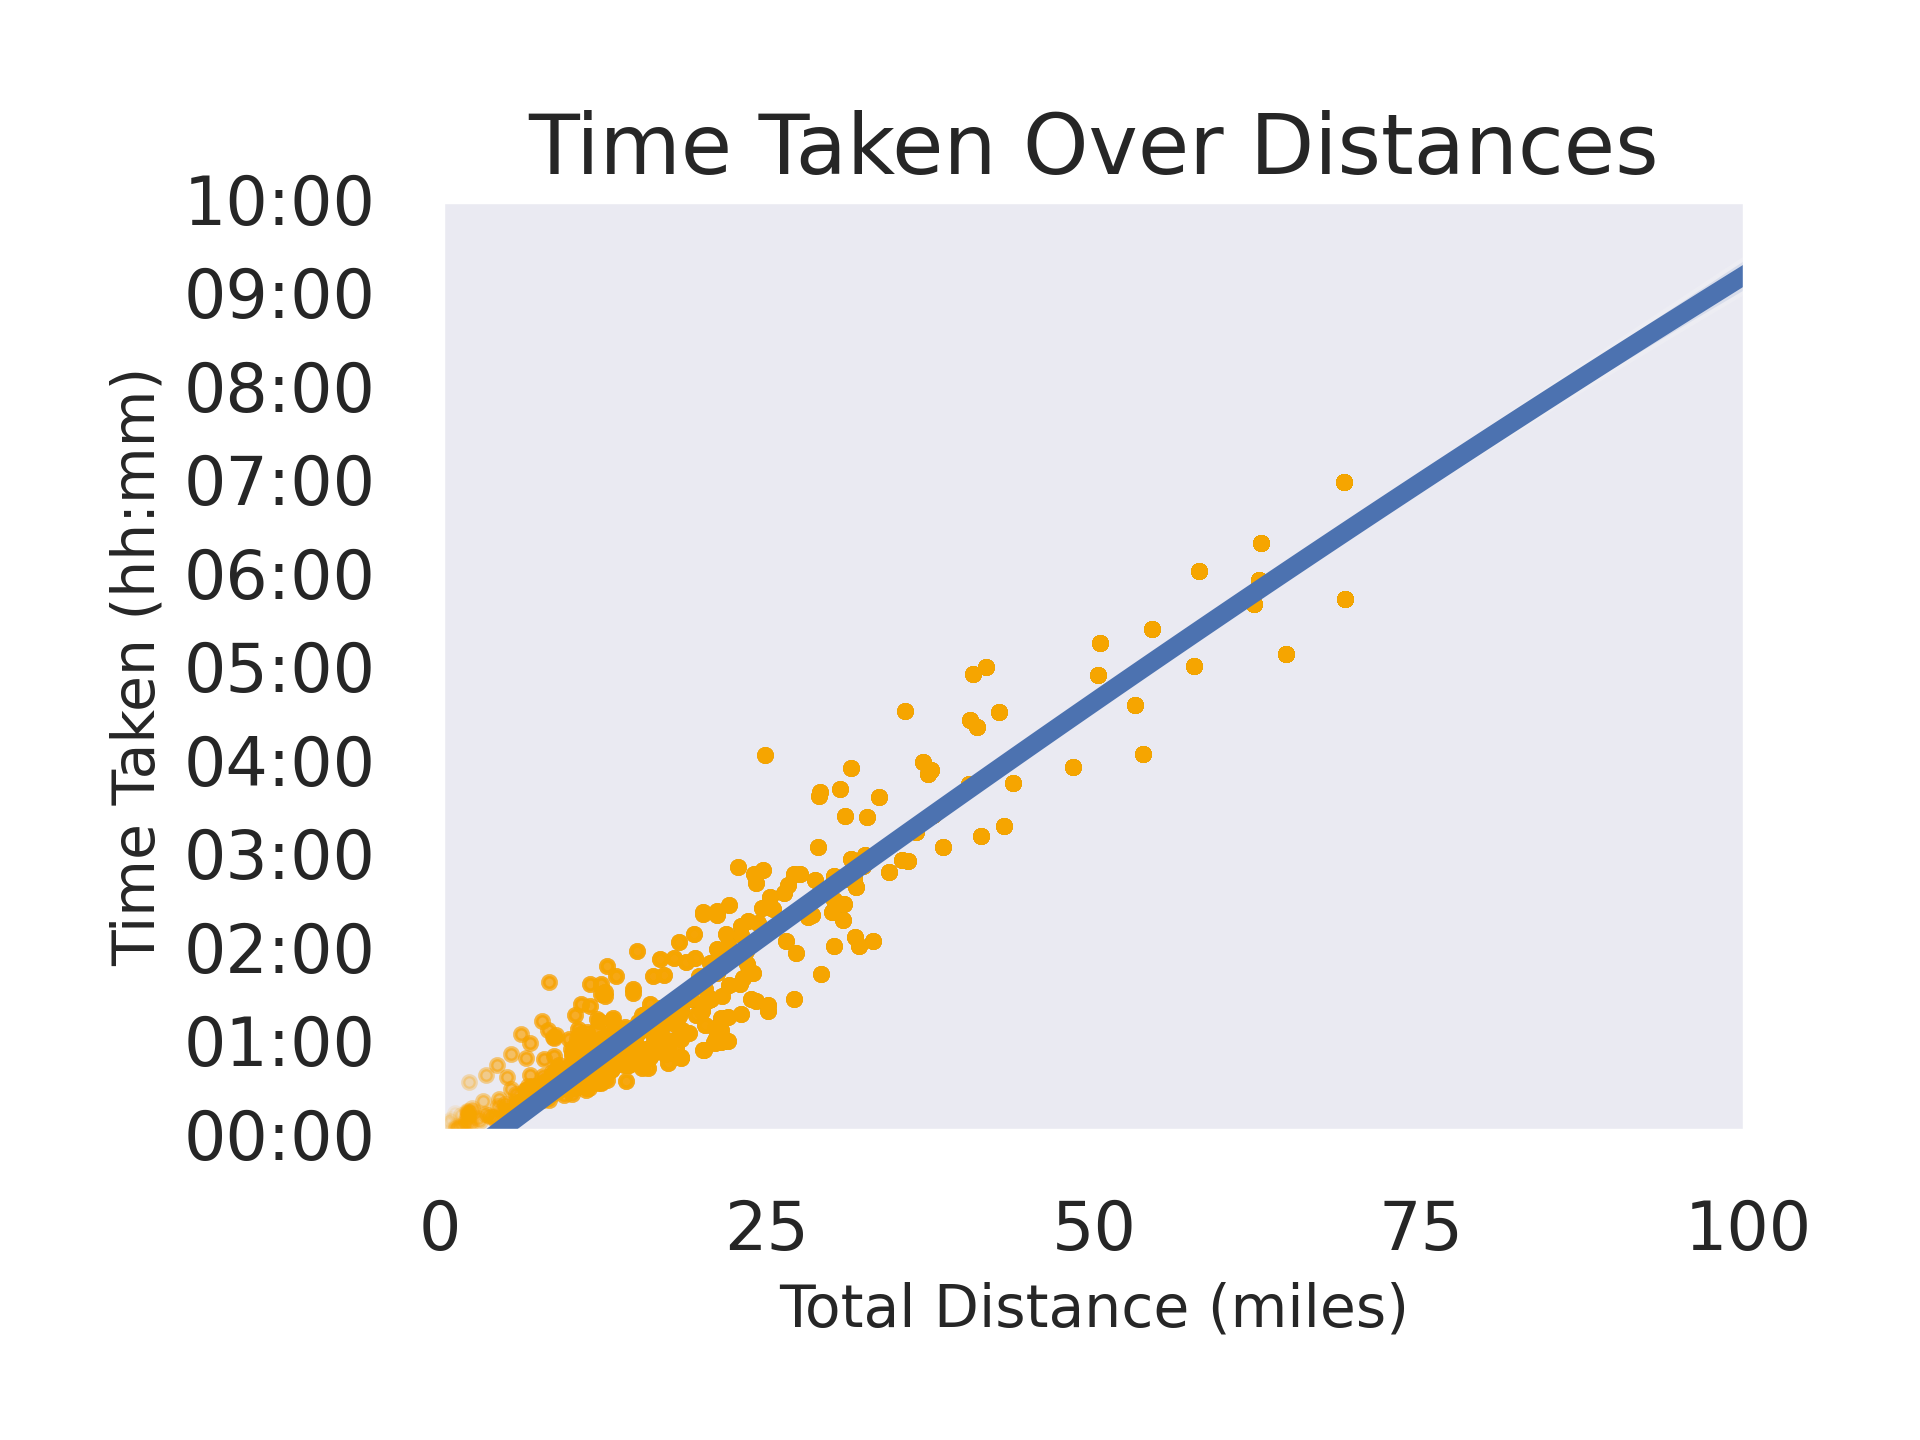 Time Taken Over Distances
10:00
09:00
08:00
07:00
06:00
05:00
04:00
03:00
02:00
01:00
00:00
Time Taken (hh:mm)
0 25 50 75 100
Total Distance (miles)